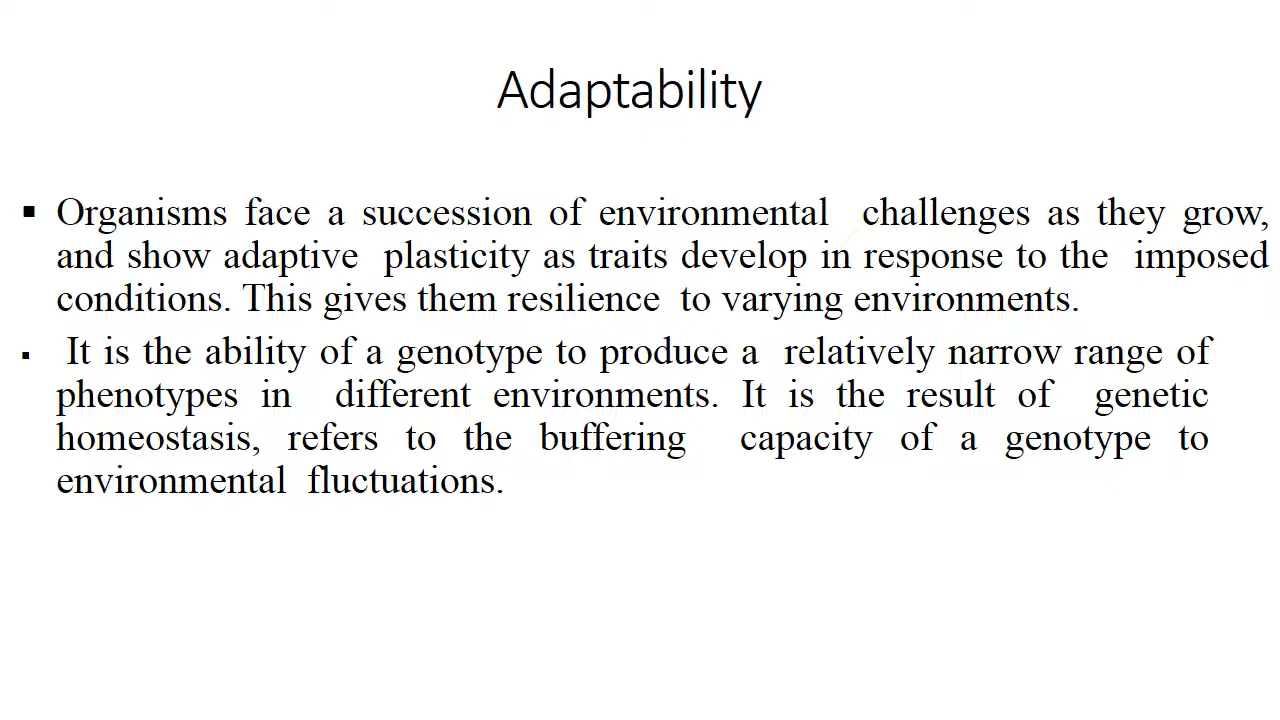 Adaptability
▪ Organisms face a succession of environmental challenges as they grow,
and show adaptive plasticity as traits develop in response to the imposed
conditions. This gives them resilience to varying environments.
▪ It is the ability of a genotype to produce a relatively narrow range of
phenotypes in different environments. It is the result of genetic
homeostasis, refers to the buffering capacity of a genotype to
environmental fluctuations.